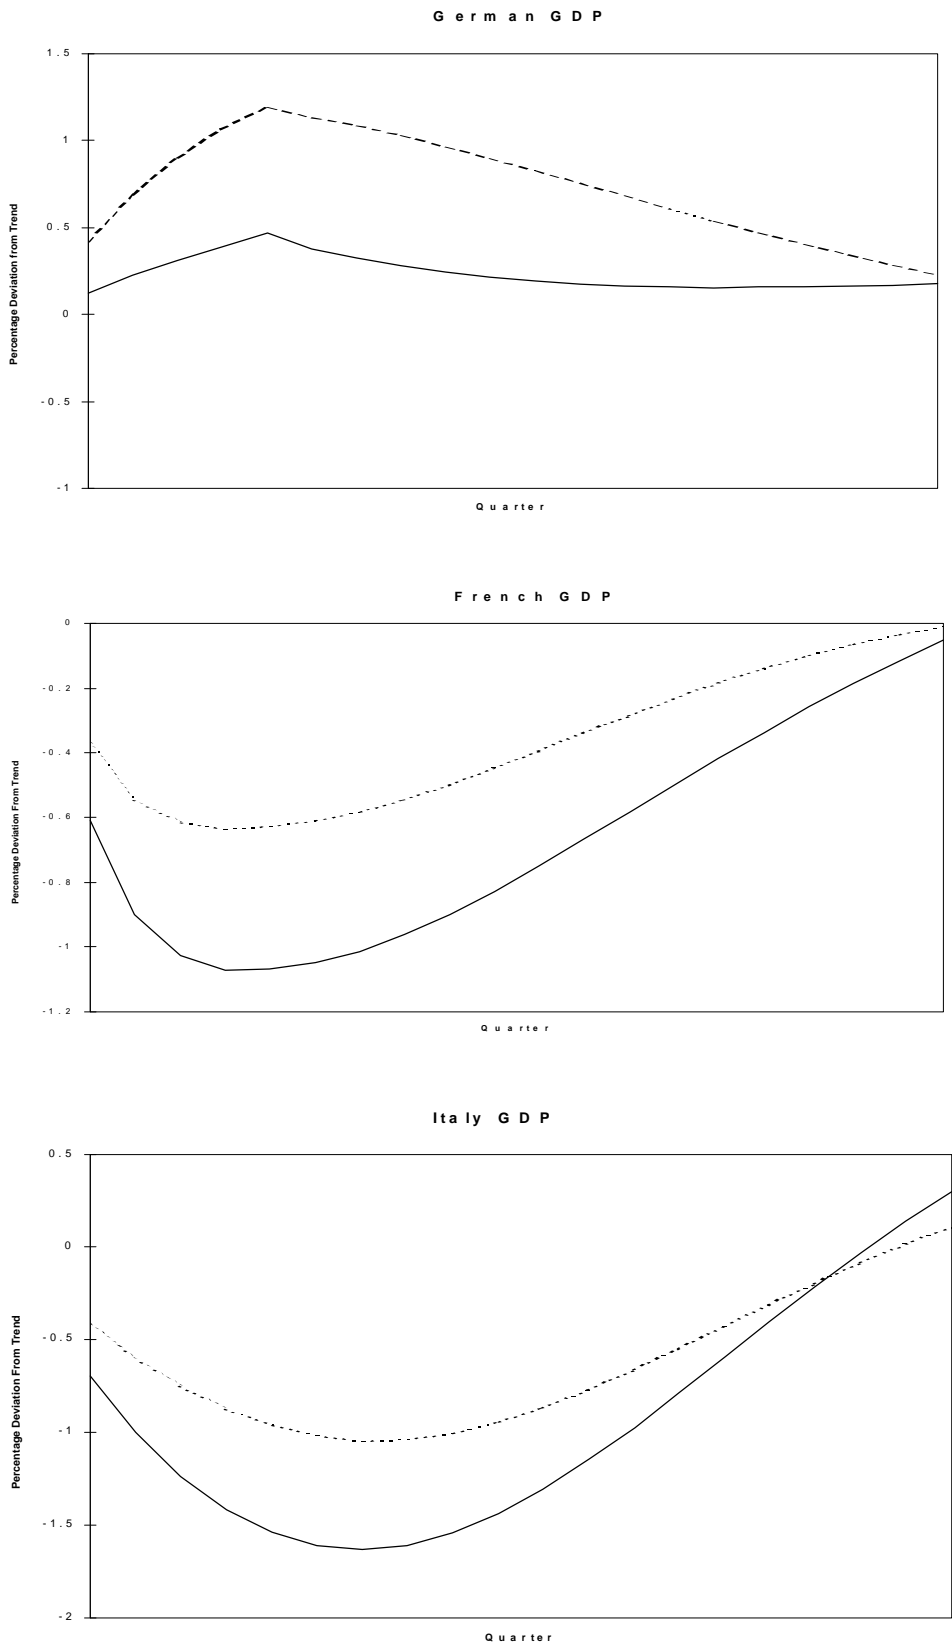 German GDP
1.5
1
0.5
0
-0.5
-1
Percentage Deviation from Trend
Quarter
French GDP
0
-0.2
-0.4
-0.6
-0.8
-1
-1.2
Percentage Deviation From Trend
Quarter
Italy GDP
0.5
0
-0.5
-1
-1.5
-2
Percentage Deviation From Trend
Quarter